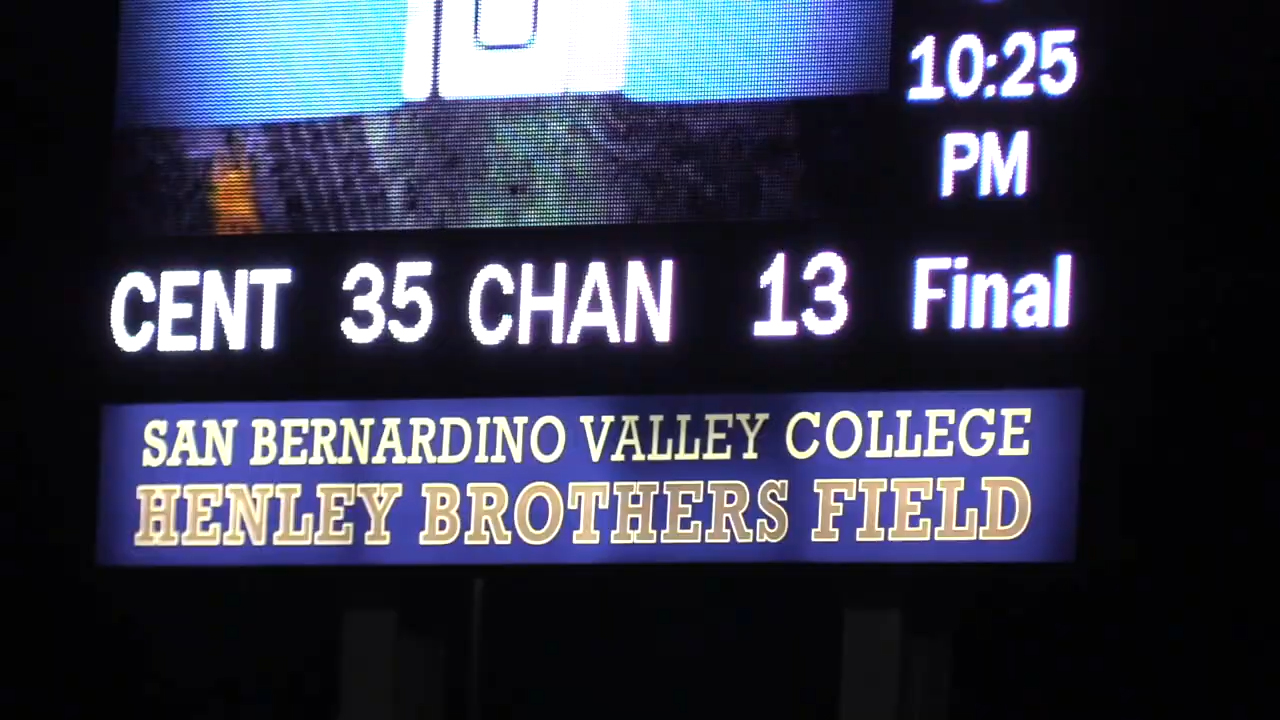 10:25
PM
CENT 35 CHAN 13 Final
SAN BERNARDINO VALLEY COLLEGE
HENLEY BROTHERS FIELD